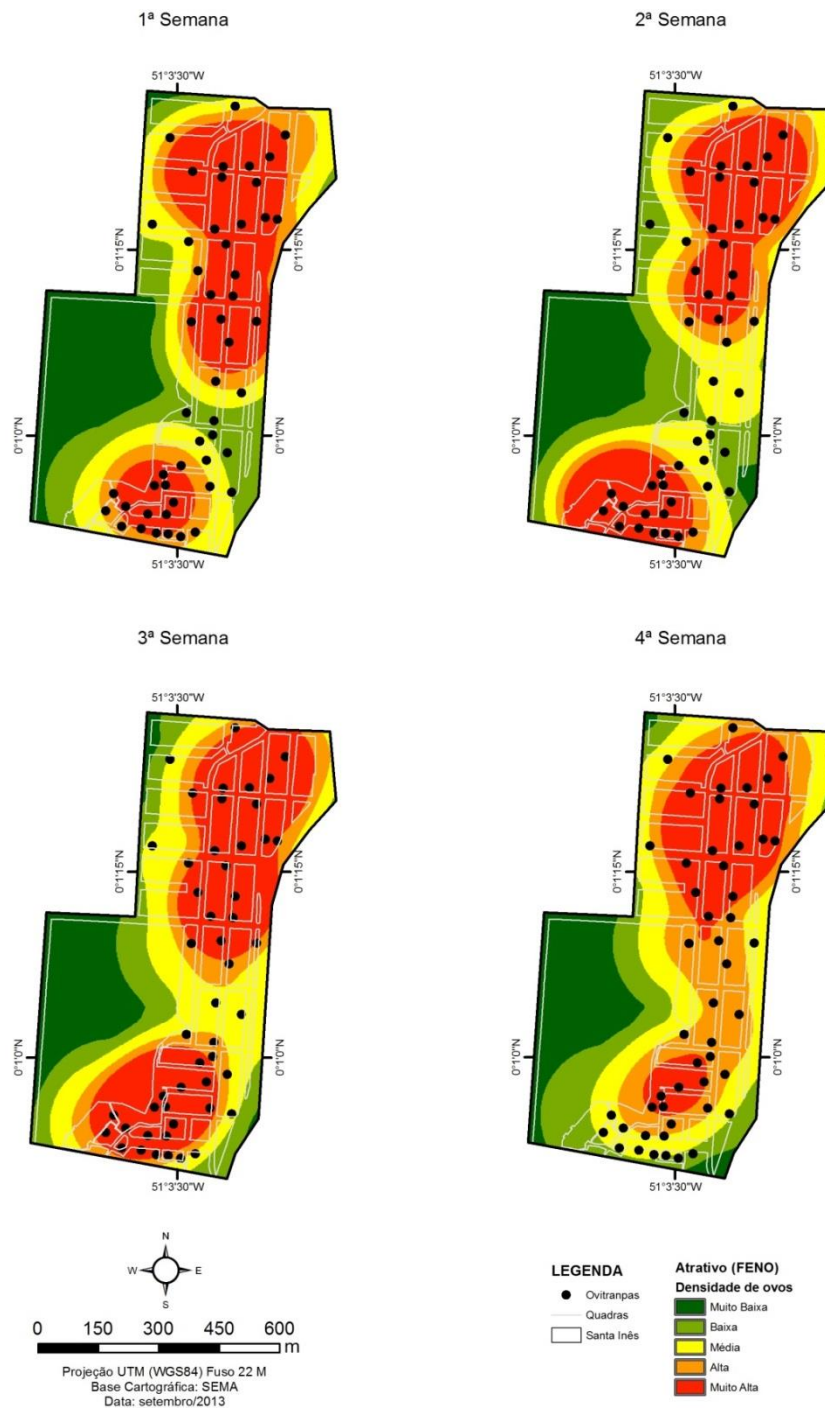 1ª Semana
2ª Semana
51°3'30"W
51°3'30"W
0°1'15"N
0°1'15"N
0°1'15"N
0°1'15"N
0°1'0"N
0°1'0"N
0°1'0"N
0°1'0"N
51°3'30"W
51°3'30"W
3ª Semana
4ª Semana
51°3'30"W
51°3'30"W
0°1'15"N
0°1'15"N
0°1'15"N
0°1'15"N
0°1'0"N
0°1'0"N
0°1'0"N
0°1'0"N
51°3'30"W
51°3'30"W
N
W E
S
0 150 300 450 600
m
Projeção UTM (WGS84) Fuso 22 M
Base Cartográfica: SEMA
Data: setembro/2013
LEGENDA
Ovitranpas
Quadras
Santa Inês
Atrativo (FENO)
Densidade de ovos
Muito Baixa
Baixa
Média
Alta
Muito Alta